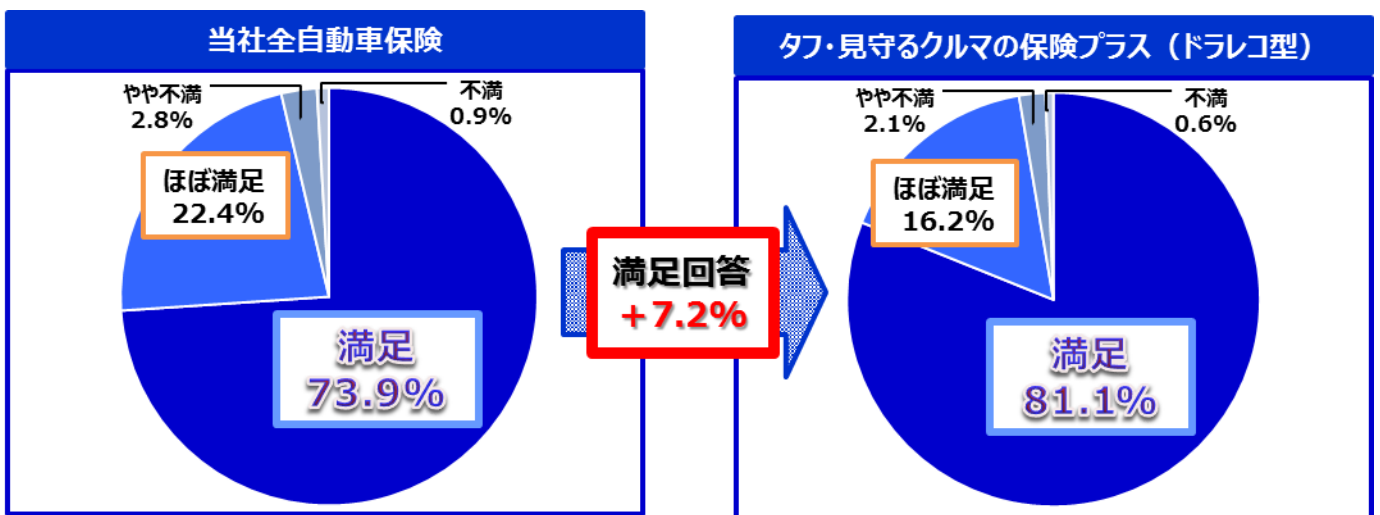 当社全自動車保険
やや不満
2.8%
不満
0.9%
ほぼ満足
22.4%
満足
73.9%
満足回答
+7.2%
タフ・見守るクルマの保険プラス（ドラレコ型）
やや不満
2.1%
不満
0.6%
ほぼ満足
16.2%
満足
81.1%